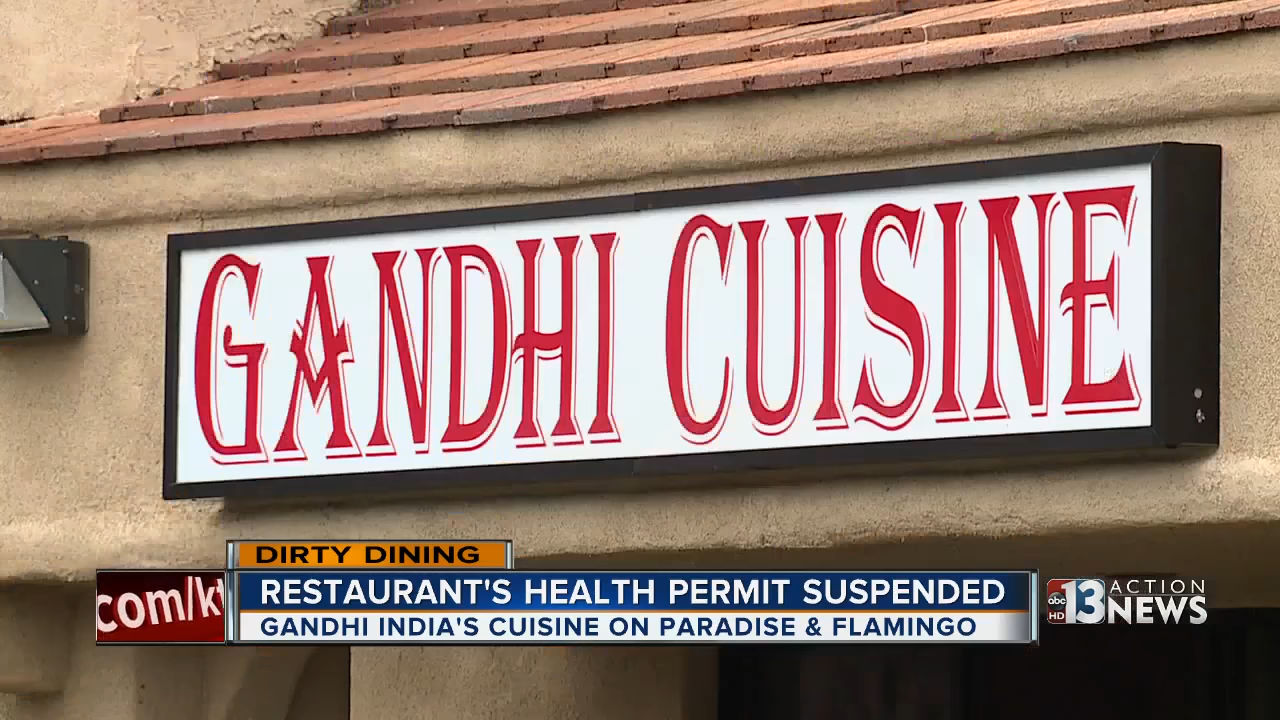 GANDHI CUISINE
DIRTY DINING
RESTAURANT'S HEALTH PERMIT SUSPENDED
GANDHI INDIA'S CUISINE ON PARADISE & FLAMINGO
com/kt
abc HD 13 ACTION NEWS